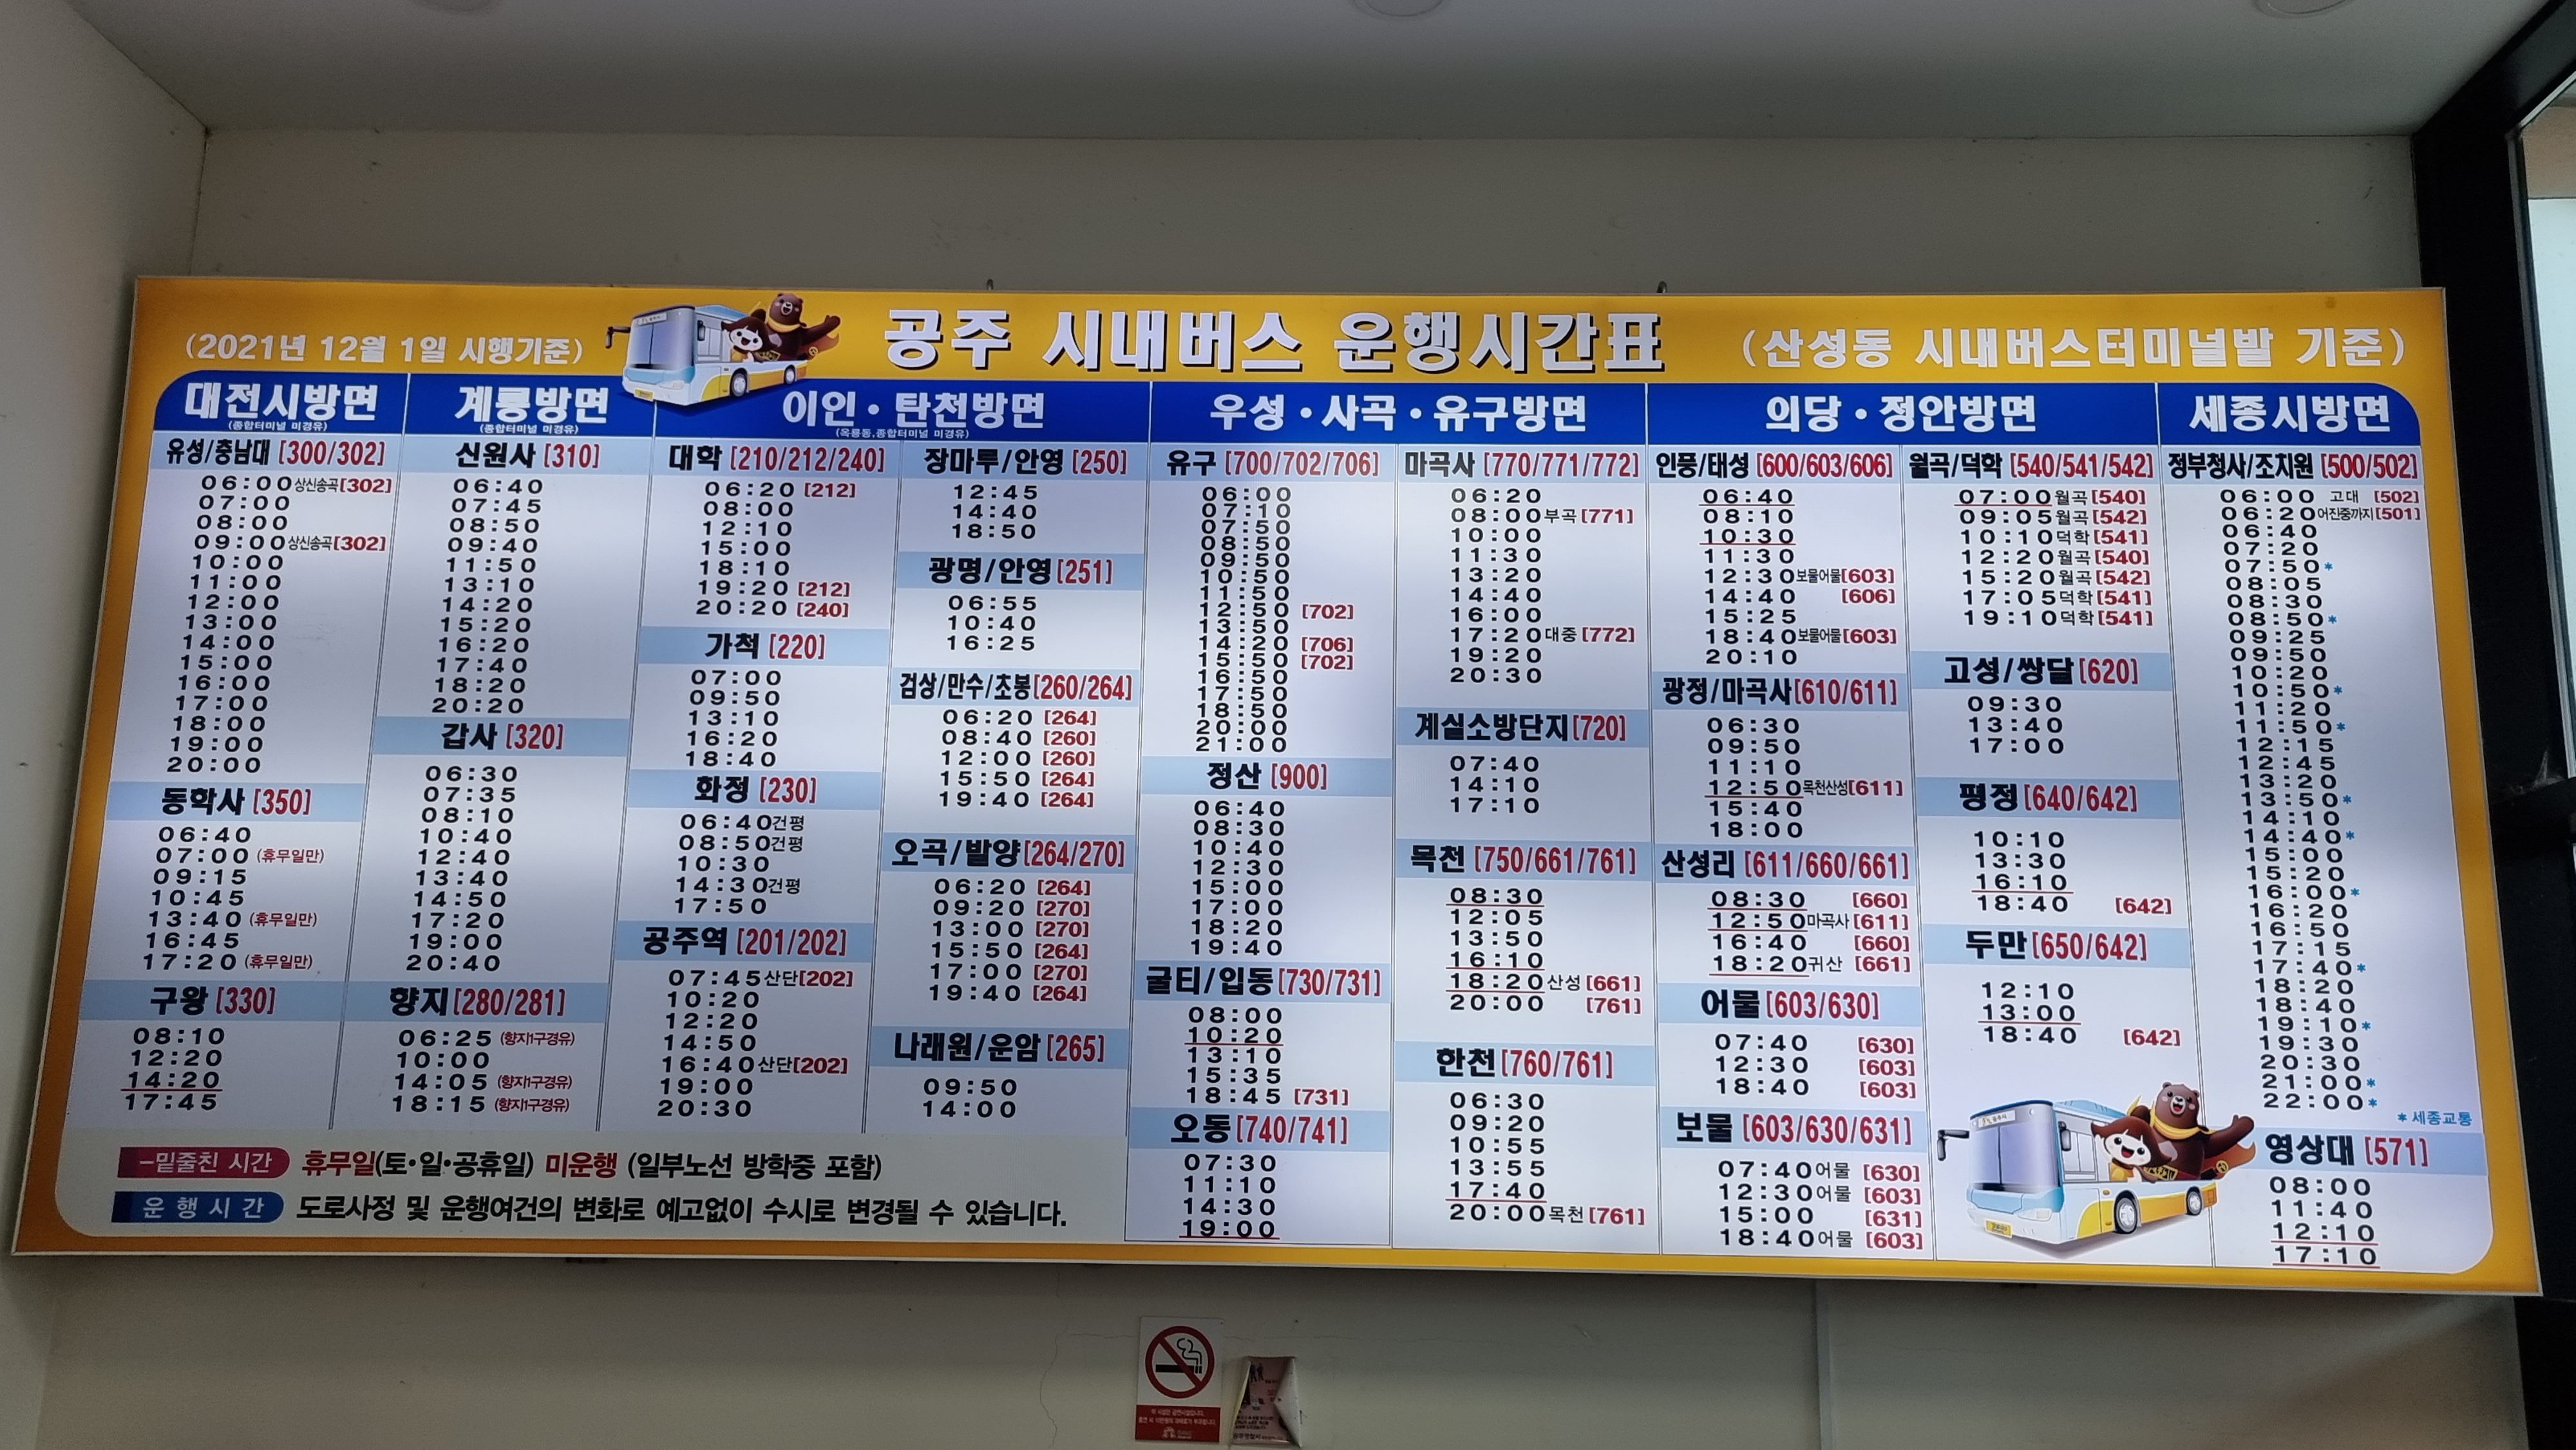 (2021년 12월 1일 시행기준)
공주 시내버스 운행시간표
(산성동 시내버스터미널발 기준)
대전시방면
(종합터미널 미경유)
유성/충남대 [300/302]
06:00 상신송곡[302]
07:00
08:00
09:00 상신송곡[302]
10:00
11:00
12:00
13:00
14:00
15:00
16:00
17:00
18:00
19:00
20:00
동학사 [350]
06:40
07:00 (휴무일만)
09:15
10:45
13:40 (휴무일만)
16:45
17:20 (휴무일만)
구왕 [330]
08:10
12:20
14:20
17:45
계룡방면
(종합터미널 미경유)
신원사 [310]
06:40
07:45
08:50
09:40
11:50
13:10
14:20
15:20
16:20
17:40
18:20
20:20
갑사 [320]
06:30
07:35
08:10
10:40
12:40
13:40
14:50
17:20
19:00
20:40
향지[280/281]
06:25 (향지1구경유)
10:00
14:05 (향지1구경유)
18:15 (향지1구경유)
이인·탄천방면
(옥룡동,종합터미널 미경유)
대학 [210/212/240]
06:20 [212]
08:00
12:10
15:00
18:10
19:20 [212]
20:20 [240]
가척 [220]
07:00
09:50
13:10
16:20
18:40
화정 [230]
06:40건평
08:50건평
10:30
14:30건평
17:50
공주역 [201/202]
07:45 산단[202]
10:20
12:20
14:50
16:40 산단[202]
19:00
20:30
장마루/안영 [250]
12:45
14:40
18:50
광명/안영[251]
06:55
10:40
16:25
검상/만수/초봉[260/264]
06:20 [264]
08:40 [260]
12:00 [260]
15:50 [264]
19:40 [264]
오곡/발양[264/270]
06:20 [264]
09:20 [270]
13:00 [270]
15:50 [264]
17:00 [270]
19:40 [264]
나래원/운암 [265]
09:50
14:00
우성·사곡·유구방면
유구 [700/702/706]
06:00
07:10
07:50
08:50
09:50
10:50
11:50
12:50 [702]
13:50
14:20 [706]
15:50 [702]
16:50
17:50
18:50
20:00
21:00
정산 [900]
06:40
08:30
10:40
12:30
15:00
17:00
18:20
19:40
굴티/입동[730/731]
08:00
10:20
13:10
15:35
18:45 [731]
오동[740/741]
07:30
11:10
14:30
19:00
마곡사 [770/771/772]
06:20
08:00부곡 [771]
10:00
11:30
13:20
14:40
16:00
17:20대중 [772]
19:20
20:30
계실소방단지[720]
07:40
14:10
17:10
목천 [750/661/761]
08:30
12:05
13:50
16:10
18:20산성 [661]
20:00 [761]
한천 [760/761]
06:30
09:20
10:55
13:55
17:40
20:00목천 [761]
의당·정안방면
인풍/태성 [600/603/606]
06:40
08:10
10:30
11:30
12:30보물어물[603]
14:40 [606]
15:25
18:40보물어물[603]
20:10
광정/마곡사[610/611]
06:30
09:50
11:10
12:50목천산성[611]
15:40
18:00
산성리 [611/660/661]
08:30 [660]
12:50마곡사 [611]
16:40 [660]
18:20귀산 [661]
어물 [603/630]
07:40 [630]
12:30 [603]
18:40 [603]
보물 [603/630/631]
07:40어물 [630]
12:30어물 [603]
15:00 [631]
18:40어물 [603]
월곡/덕학 [540/541/542]
07:00월곡[540]
09:05월곡[542]
10:10덕학[541]
12:20월곡[540]
15:20월곡[542]
17:05덕학[541]
19:10덕학[541]
고성/쌍달[620]
09:30
13:40
17:00
평정[640/642]
10:10
13:30
16:10
18:40 [642]
두만[650/642]
12:10
13:00
18:40 [642]
세종시방면
정부청사/조치원 [500/502]
06:00 고대 [502]
06:20어진중까지[501]
06:40
07:20
07:50*
08:05
08:30
08:50*
09:25
09:50
10:20
10:50*
11:20
11:50*
12:15
12:45
13:20
13:50*
14:10
14:40*
15:00
15:20
16:00*
16:20
16:50
17:15
17:40*
18:20
18:40
19:10*
19:30
20:30
21:00*
22:00*
*세종교통
영상대 [571]
08:00
11:40
12:10
17:10
-밑줄친 시간 휴무일(토·일·공휴일) 미운행 (일부노선 방학중 포함)
운행시간 도로사정 및 운행여건의 변화로 예고없이 수시로 변경될 수 있습니다.